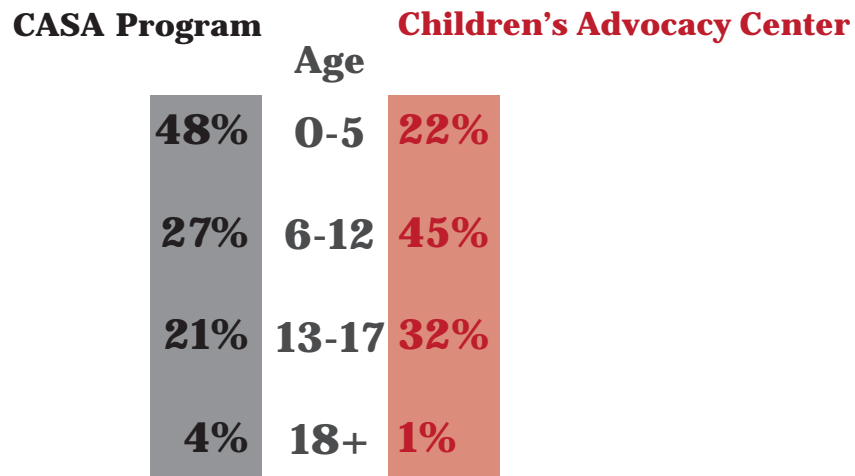 CASA Program Children’s Advocacy Center
Age
48% 0-5 22%
27% 6-12 45%
21% 13-17 32%
4% 18+ 1%